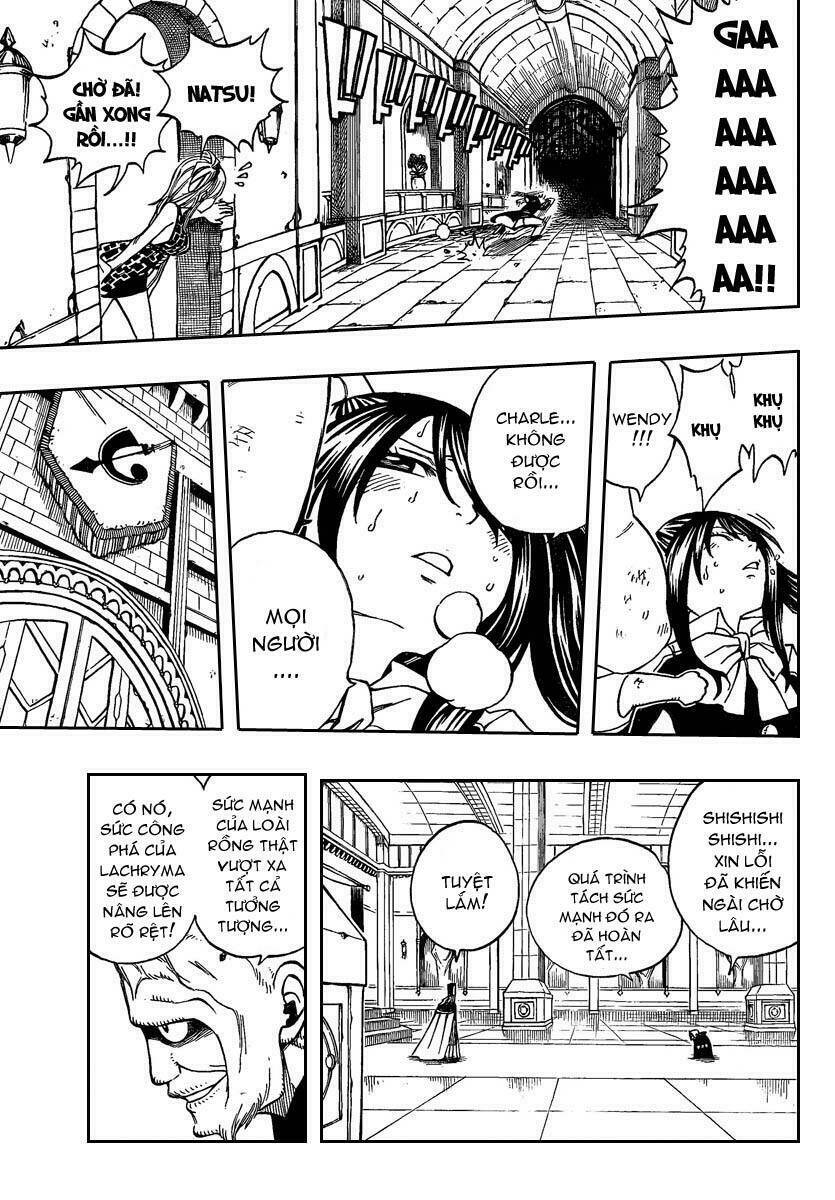 GAA
AAA
AAA
AAA
AAA
AA!!
NATSU!
CHỜ ĐÃ!
GẦN XONG
RỒI...!!
KHỤ
KHỤ
KHỤ
WENDY
!!!
CHARLE...
KHÔNG
ĐƯỢC
RỒI...
MỌI
NGƯỜI
....
SHISHISHI
SHISHI...
XIN LỖI
ĐÃ KHIẾN
NGÀI CHỜ
LÂU...
QUÁ TRÌNH
TÁCH SỨC
MẠNH ĐÓ RA
ĐÃ HOÀN
TẤT...
TUYỆT
LẮM!
SỨC MẠNH
CỦA LOÀI
RỒNG THẬT
VƯỢT XA
TẤT CẢ
TƯỞNG
TƯỢNG...
CÓ NÓ,
SỨC CÔNG
PHÁ CỦA
LACHRYMA
SẼ ĐƯỢC
NÂNG LÊN
RÕ RỆT!